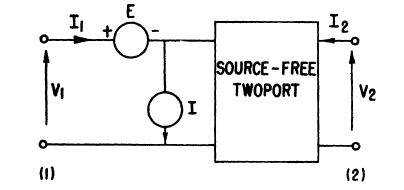 I1 + E - I2
V1 I SOURCE-FREE V2
TWOPORT
(1) (2)